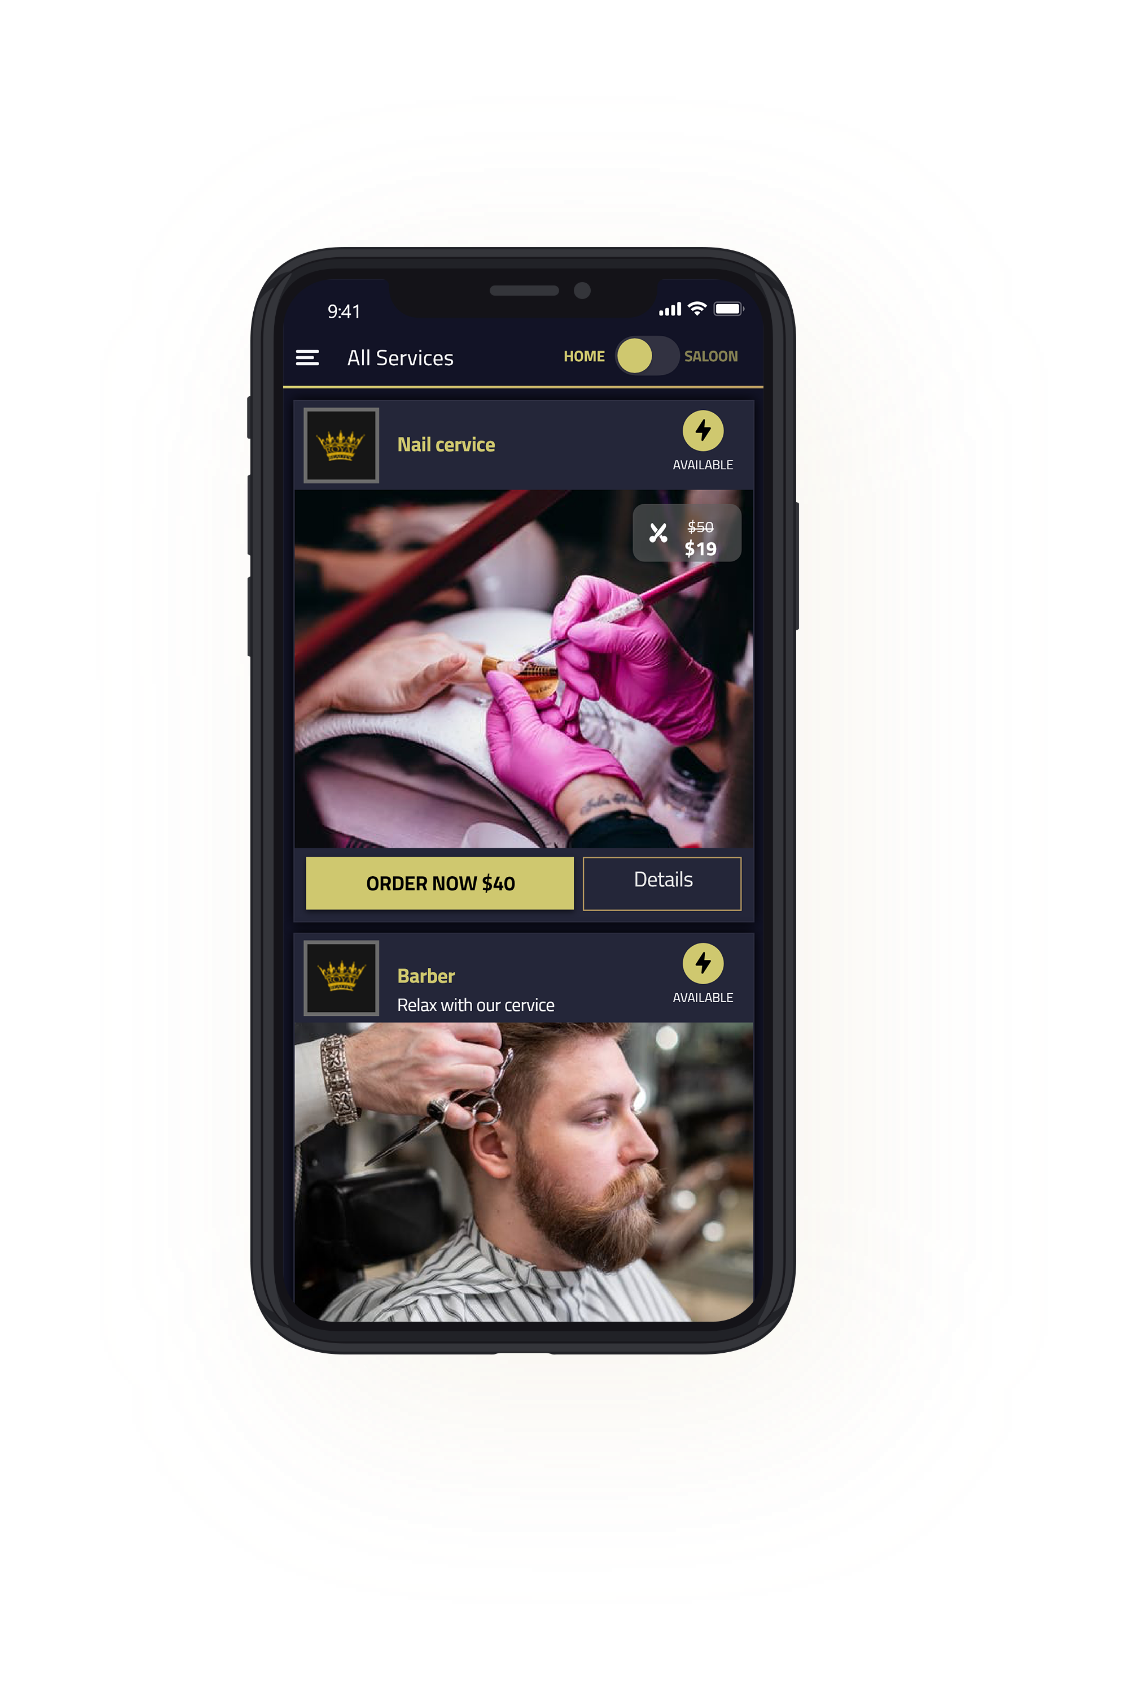 9:41
All Services
HOME
SALOON
Nail cervice
AVAILABLE
$50
$19
ORDER NOW $40
Details
Barber
Relax with our cervice
AVAILABLE